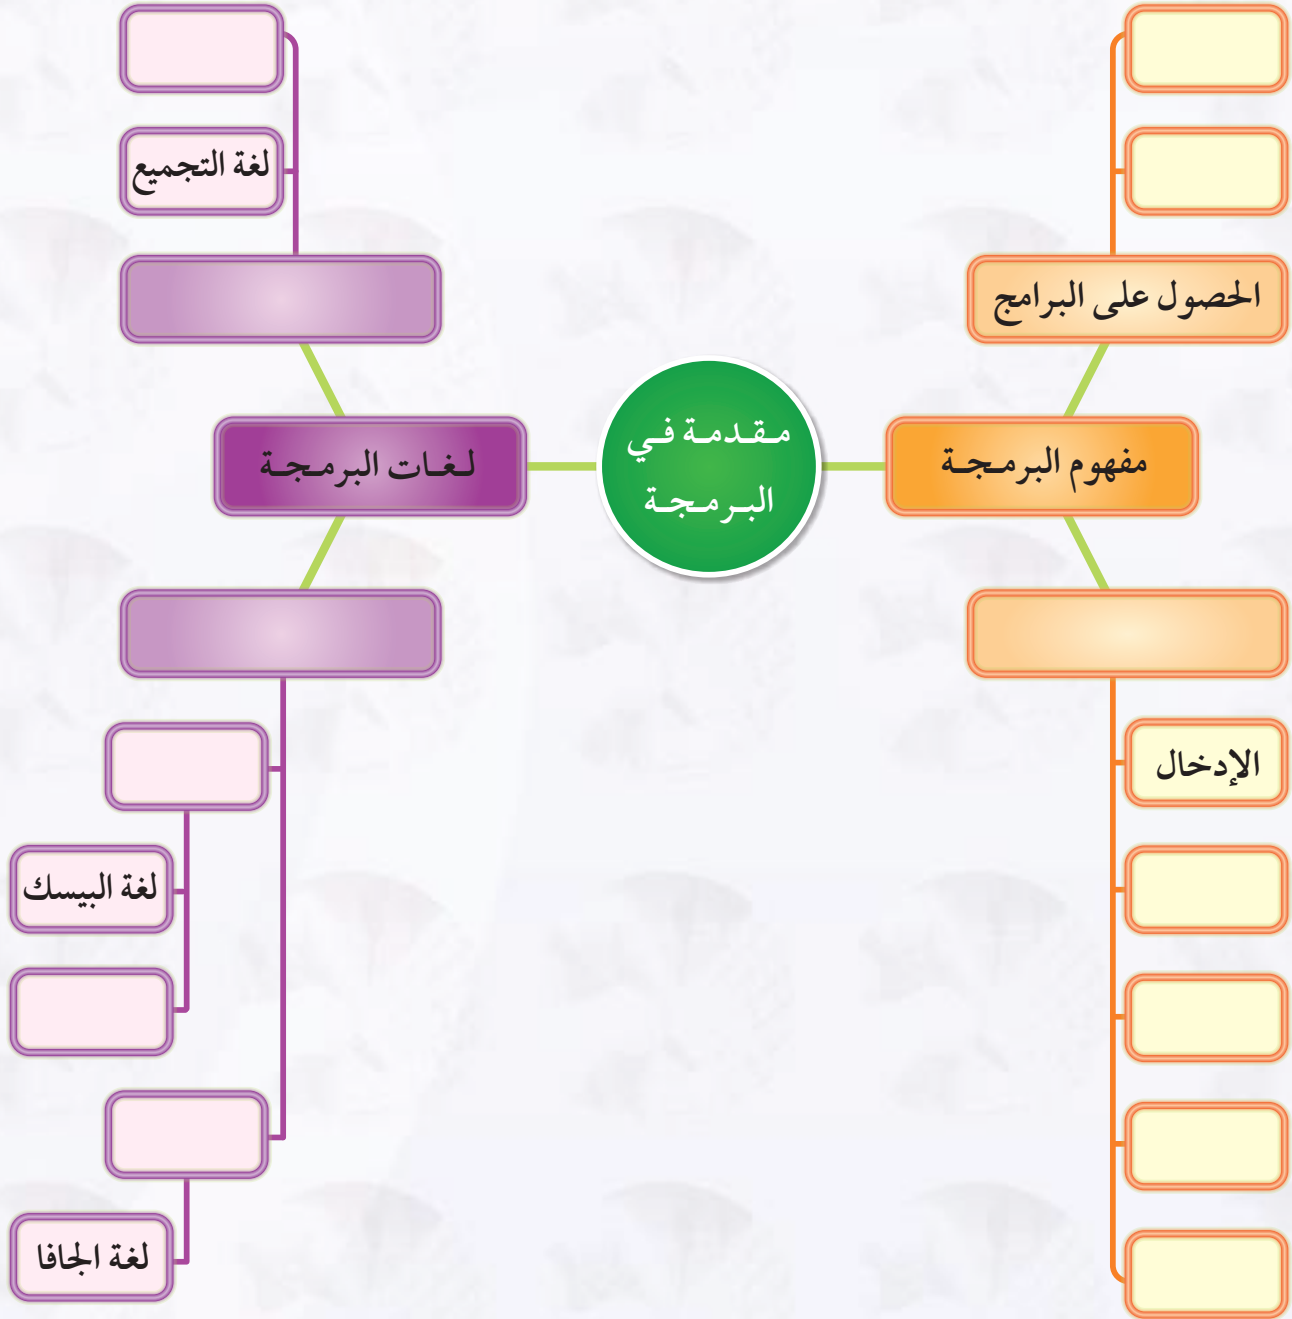 لغة التجميع
الحصول على البرامج
مقدمة في
البرمجة
مفهوم البرمجة
لغات البرمجة
الإدخال
لغة البيسك
لغة الجافا